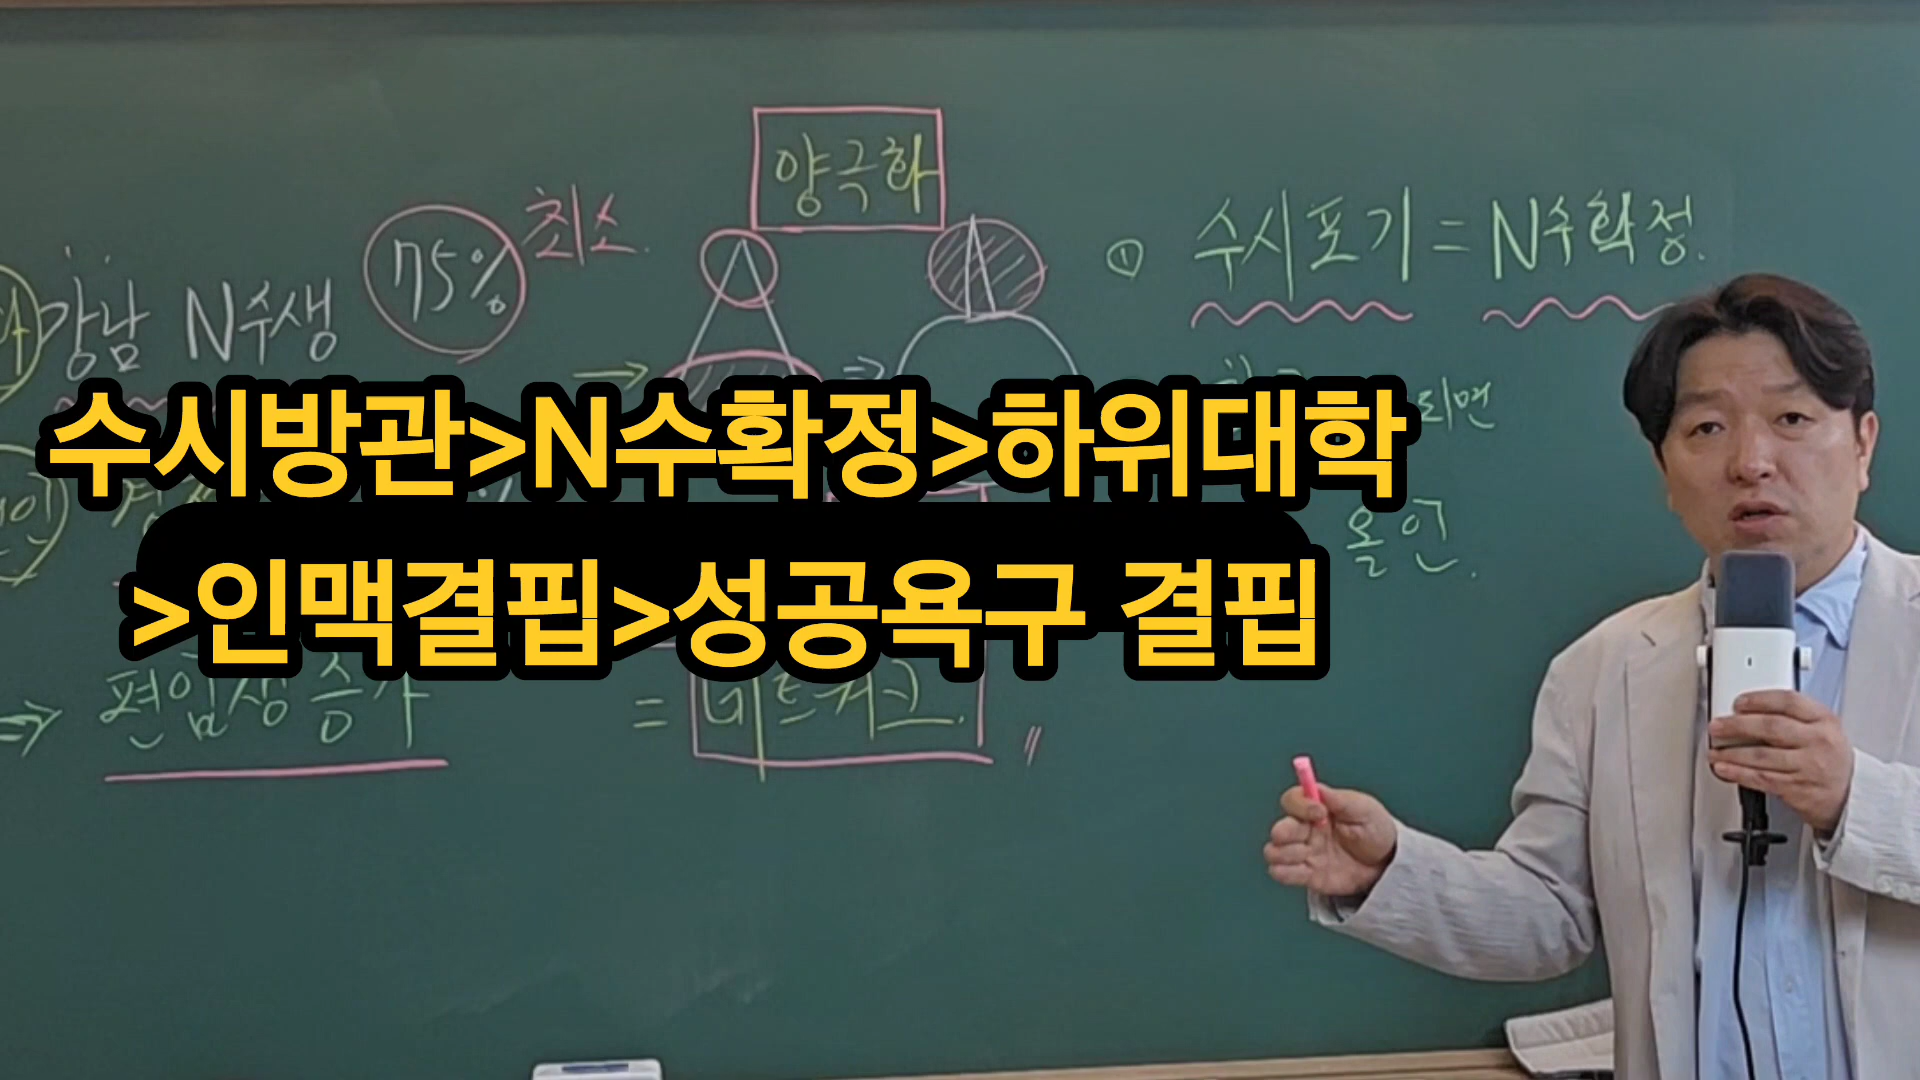 양극화
최소.
75%
강남 N수생
① 수시포기 = N수확정.
되면
수시방관>N수확정>하위대학
>인맥결핍>성공욕구 결핍
올인.
⇒ 편입생 증가
= 네트워크.